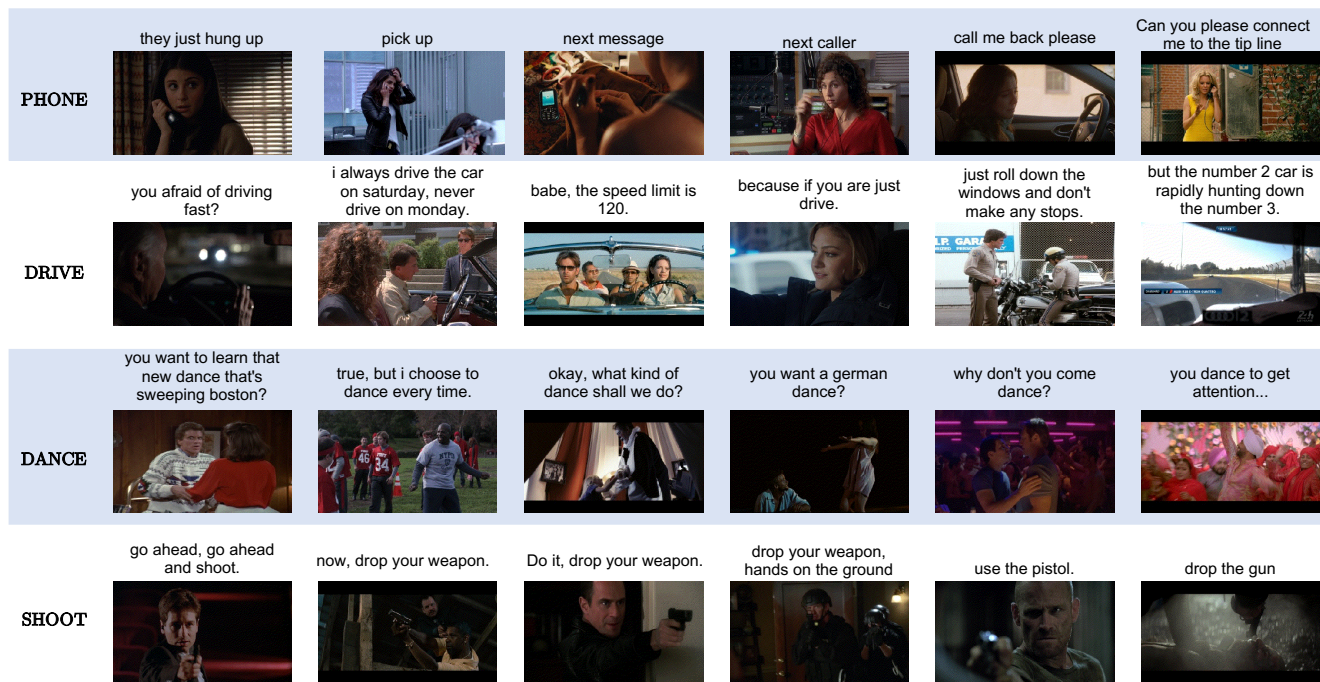 PHONE
they just hung up
pick up
next message
next caller
call me back please
Can you please connect
me to the tip line
DRIVE
you afraid of driving
fast?
i always drive the car
on saturday, never
drive on monday.
babe, the speed limit is
120.
because if you are just
drive.
just roll down the
windows and don't
make any stops.
but the number 2 car is
rapidly hunting down
the number 3.
DANCE
you want to learn that
new dance that's
sweeping boston?
true, but i choose to
dance every time.
okay, what kind of
dance shall we do?
you want a german
dance?
why don't you come
dance?
you dance to get
attention...
46
34
NYPD
SHOOT
go ahead, go ahead
and shoot.
now, drop your weapon.
Do it, drop your weapon.
drop your weapon,
hands on the ground
use the pistol.
drop the gun